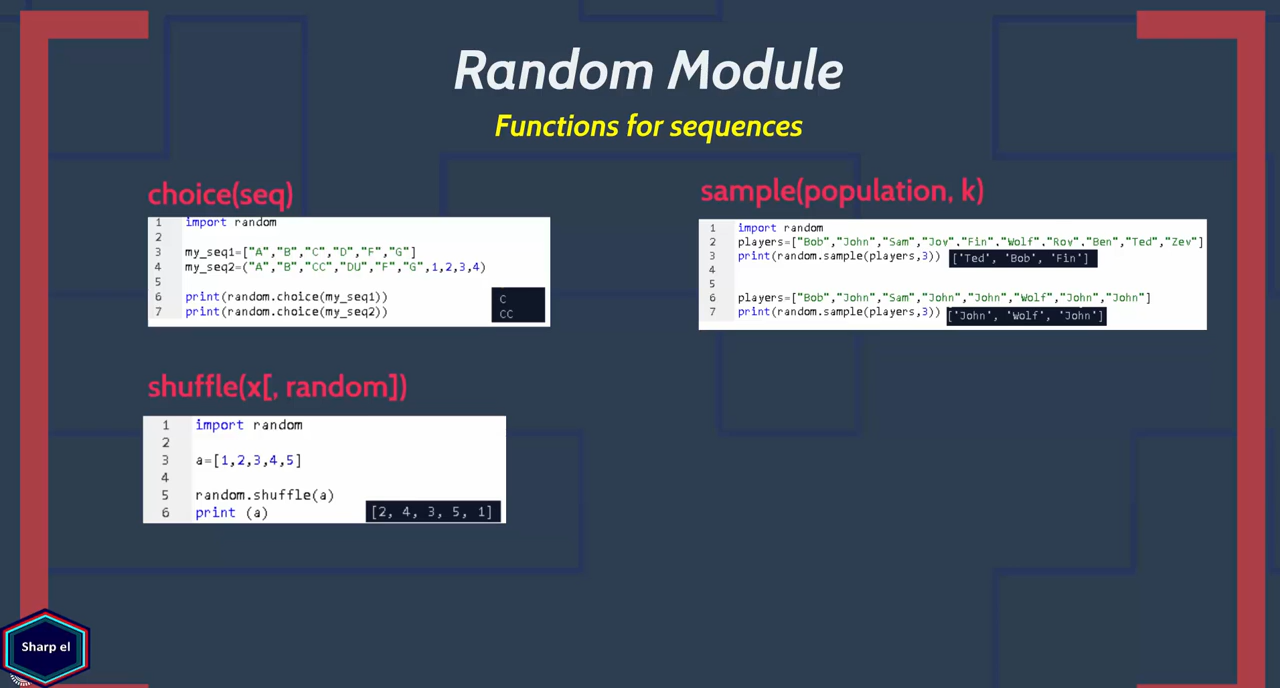 Random Module
Functions for sequences
choice(seq)
1 import random
2
3 my_seq1=["A","B","C","D","F","G"]
4 my_seq2=("A","B","CC","DU","F","G",1,2,3,4)
5
6 print(random.choice(my_seq1))
7 print(random.choice(my_seq2))
C
CC
sample(population, k)
1 import random
2 players=["Bob","John","Sam","Joy","Fin","Wolf","Roy","Ben","Ted","Zev"]
3 print(random.sample(players,3)) ['Ted', 'Bob', 'Fin']
4
5
6 players=["Bob","John","Sam","John","John","Wolf","John","John"]
7 print(random.sample(players,3)) ['John', 'Wolf', 'John']
shuffle(x[, random])
1 import random
2
3 a=[1,2,3,4,5]
4
5 random.shuffle(a)
6 print (a) [2, 4, 3, 5, 1]
Sharp el